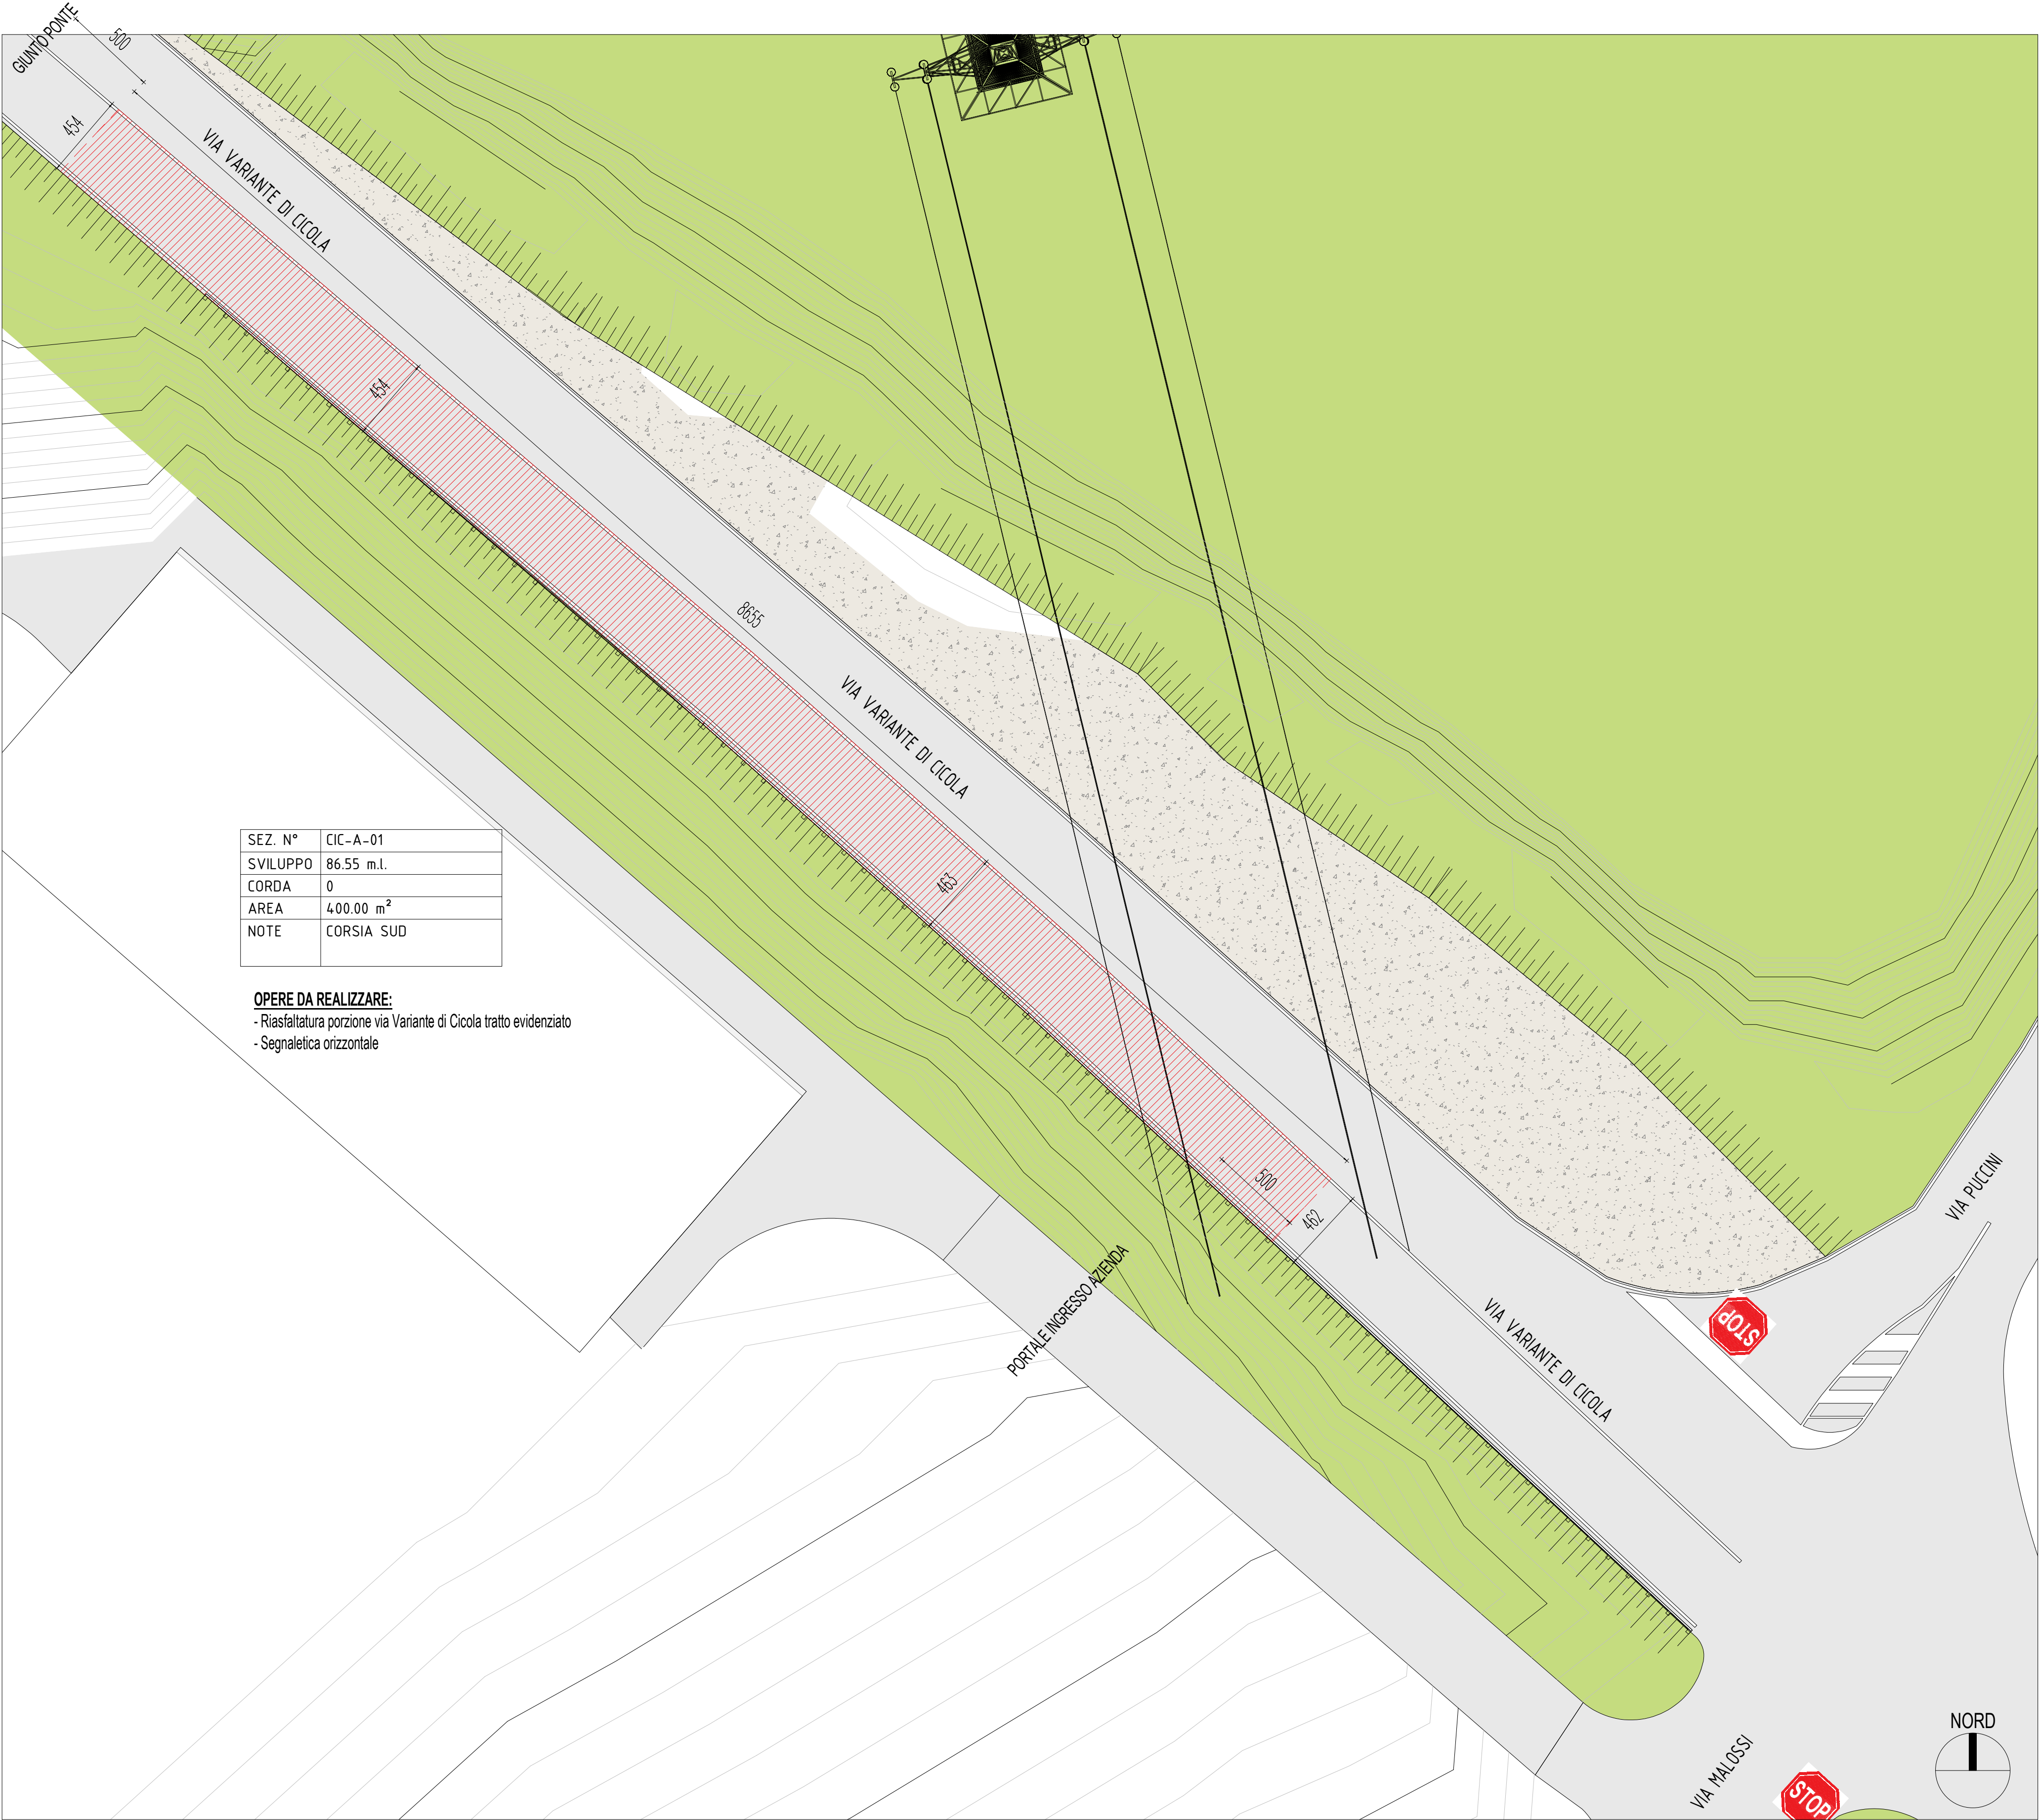 GIUNTO PONTE
500
454
VIA VARIANTE DI CICOLA
454
8655
VIA VARIANTE DI CICOLA
SEZ. N° CIC-A-01
SVILUPPO 86.55 m.l.
CORDA 0
AREA 400.00 m²
NOTE CORSIA SUD
463
OPERE DA REALIZZARE:
- Riasfaltatura porzione via Variante di Cicola tratto evidenziato
- Segnaletica orizzontale
500
462
VIA PUCCINI
PORTALE INGRESSO AZIENDA
STOP
VIA VARIANTE DI CICOLA
NORD
VIA MALOSSI
STOP